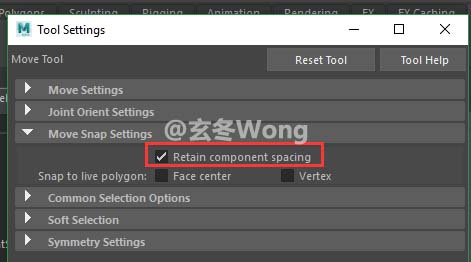 Polygons Sculpting Rigging Animation Rendering FX FX Caching
Tool Settings
Move Tool Reset Tool Tool Help
Move Settings
Joint Orient Settings
Move Snap Settings
@玄冬Wong
Retain component spacing
Snap to live polygon: Face center Vertex
Common Selection Options
Soft Selection
Symmetry Settings